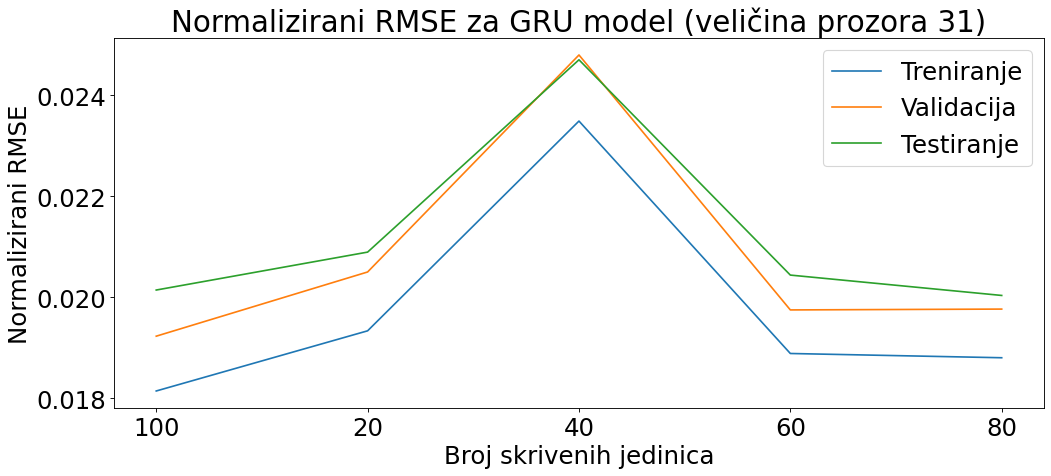 Normalizirani RMSE za GRU model (veličina prozora 31)
Normalizirani RMSE
0.024
0.022
0.020
0.018
Treniranje
Validacija
Testiranje
100 20 40 60 80
Broj skrivenih jedinica